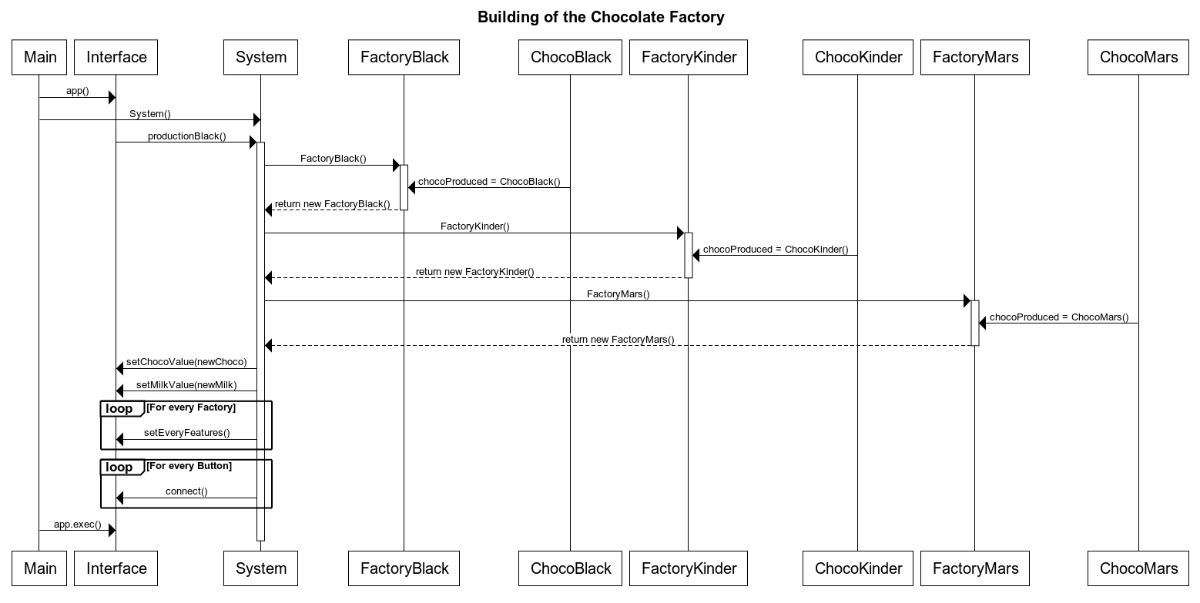 Building of the Chocolate Factory
Main Interface System FactoryBlack ChocoBlack FactoryKinder ChocoKinder FactoryMars ChocoMars
app()
System()
productionBlack()
FactoryBlack()
chocoProduced = ChocoBlack()
return new FactoryBlack()
FactoryKinder()
chocoProduced = ChocoKinder()
return new FactoryKinder()
FactoryMars()
chocoProduced = ChocoMars()
return new FactoryMars()
setChocoValue(newChoco)
setMilkValue(newMilk)
loop [For every Factory]
setEveryFeatures()
loop [For every Button]
connect()
app.exec()
Main Interface System FactoryBlack ChocoBlack FactoryKinder ChocoKinder FactoryMars ChocoMars